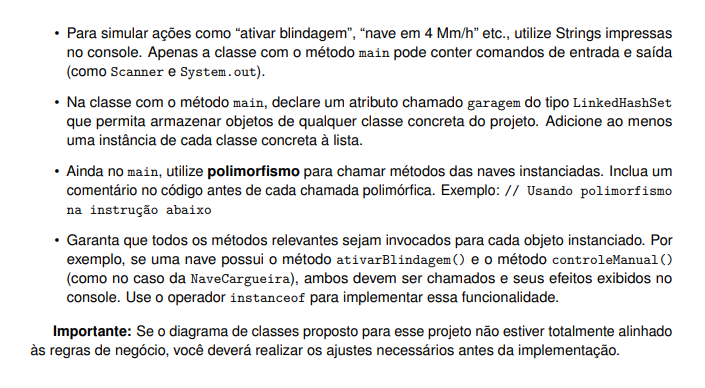 • Para simular ações como “ativar blindagem”, “nave em 4 Mm/h” etc., utilize Strings impressas
no console. Apenas a classe com o método main pode conter comandos de entrada e saída
(como Scanner e System.out).
• Na classe com o método main, declare um atributo chamado garagem do tipo LinkedHashSet
que permita armazenar objetos de qualquer classe concreta do projeto. Adicione ao menos
uma instância de cada classe concreta à lista.
• Ainda no main, utilize polimorfismo para chamar métodos das naves instanciadas. Inclua um
comentário no código antes de cada chamada polimórfica. Exemplo: // Usando polimorfismo
na instrução abaixo
• Garanta que todos os métodos relevantes sejam invocados para cada objeto instanciado. Por
exemplo, se uma nave possui o método ativarBlindagem() e o método controleManual()
(como no caso da NaveCargueira), ambos devem ser chamados e seus efeitos exibidos no
console. Use o operador instanceof para implementar essa funcionalidade.
Importante: Se o diagrama de classes proposto para esse projeto não estiver totalmente alinhado
às regras de negócio, você deverá realizar os ajustes necessários antes da implementação.